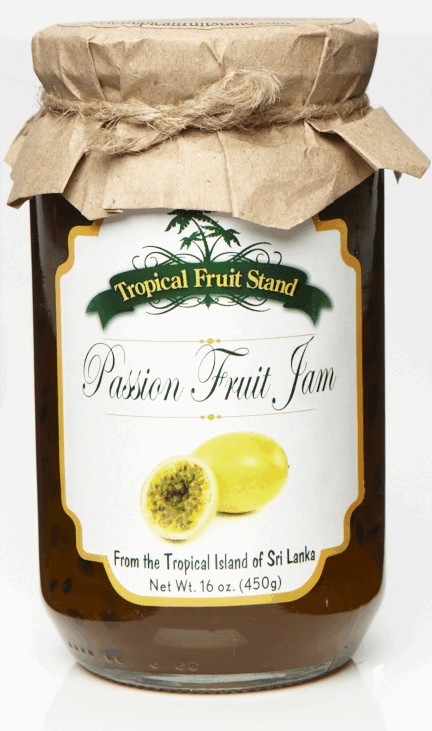 Tropical Fruit Stand
Passion Fruit Jam
From the Tropical Island of Sri Lanka
Net Wt. 16 oz. (450g)